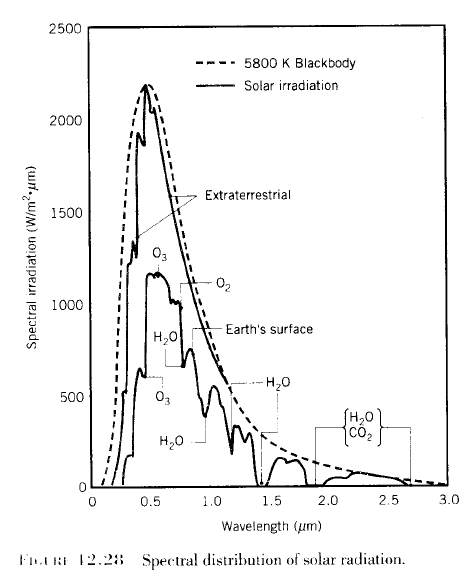 2500
5800 K Blackbody
Solar irradiation
2000
Extraterrestrial
1500
O₃
O₂
1000
Earth's surface
H₂O
H₂O
500
O₃
H₂O
H₂O
CO₂
0
0 0.5 1.0 1.5 2.0 2.5 3.0
Spectral irradiation (W/m²·μm)
Wavelength (μm)
FIGURE 12.28 Spectral distribution of solar radiation.